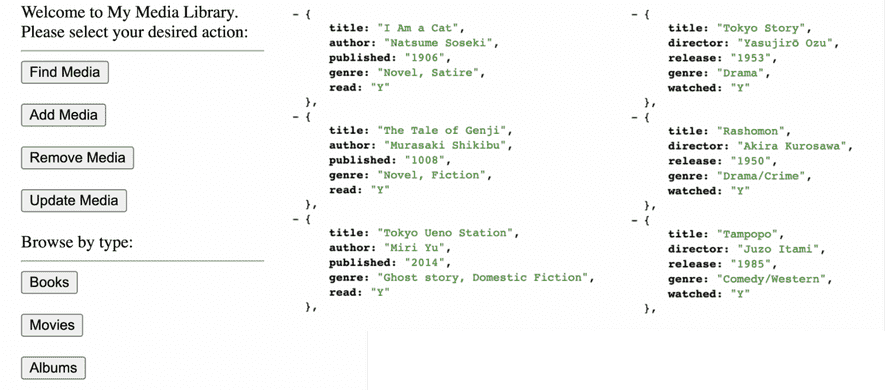 Welcome to My Media Library.
Please select your desired action:
Find Media
Add Media
Remove Media
Update Media
Browse by type:
Books
Movies
Albums
- {
title: "I Am a Cat",
author: "Natsume Soseki",
published: "1906",
genre: "Novel, Satire",
read: "Y"
},
- {
title: "The Tale of Genji",
author: "Murasaki Shikibu",
published: "1008",
genre: "Novel, Fiction",
read: "Y"
},
- {
title: "Tokyo Ueno Station",
author: "Miri Yu",
published: "2014",
genre: "Ghost story, Domestic Fiction",
read: "Y"
},
- {
title: "Tokyo Story",
director: "Yasujirō Ozu",
release: "1953",
genre: "Drama",
watched: "Y"
},
- {
title: "Rashomon",
director: "Akira Kurosawa",
release: "1950",
genre: "Drama/Crime",
watched: "Y"
},
- {
title: "Tampopo",
director: "Juzo Itami",
release: "1985",
genre: "Comedy/Western",
watched: "Y"
},